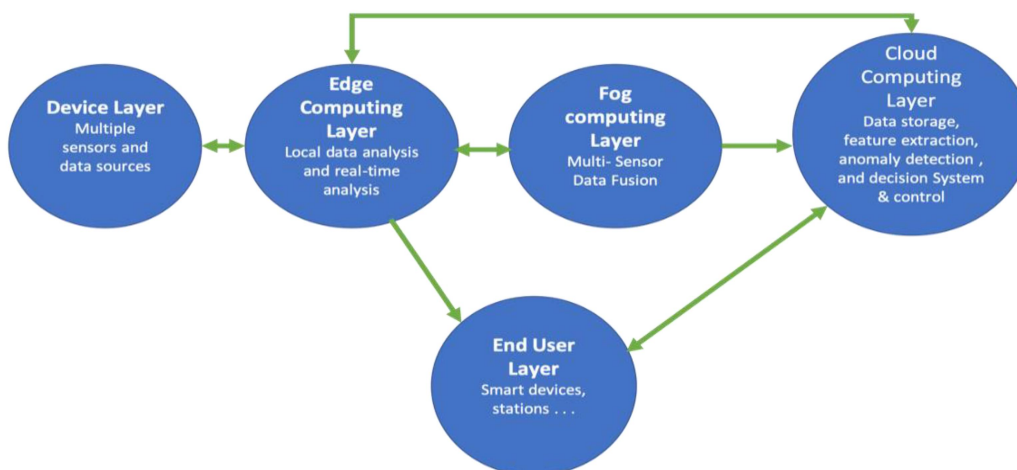 Device Layer
Multiple
sensors and
data sources
Edge
Computing
Layer
Local data analysis
and real-time
analysis
Fog
computing
Layer
Multi- Sensor
Data Fusion
Cloud
Computing
Layer
Data storage,
feature extraction,
anomaly detection ,
and decision System
& control
End User
Layer
Smart devices,
stations . . .